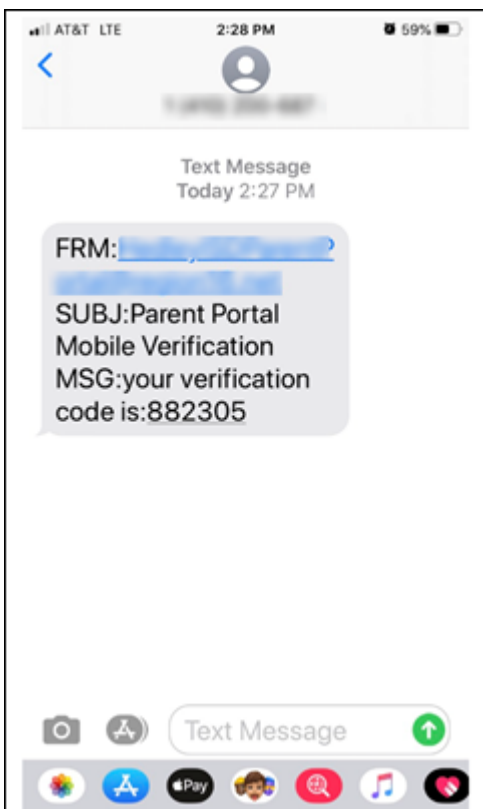 AT&T LTE
2:28 PM
59%
Text Message
Today 2:27 PM
FRM:
SUBJ:Parent Portal
Mobile Verification
MSG:your verification
code is:882305
Text Message
Pay